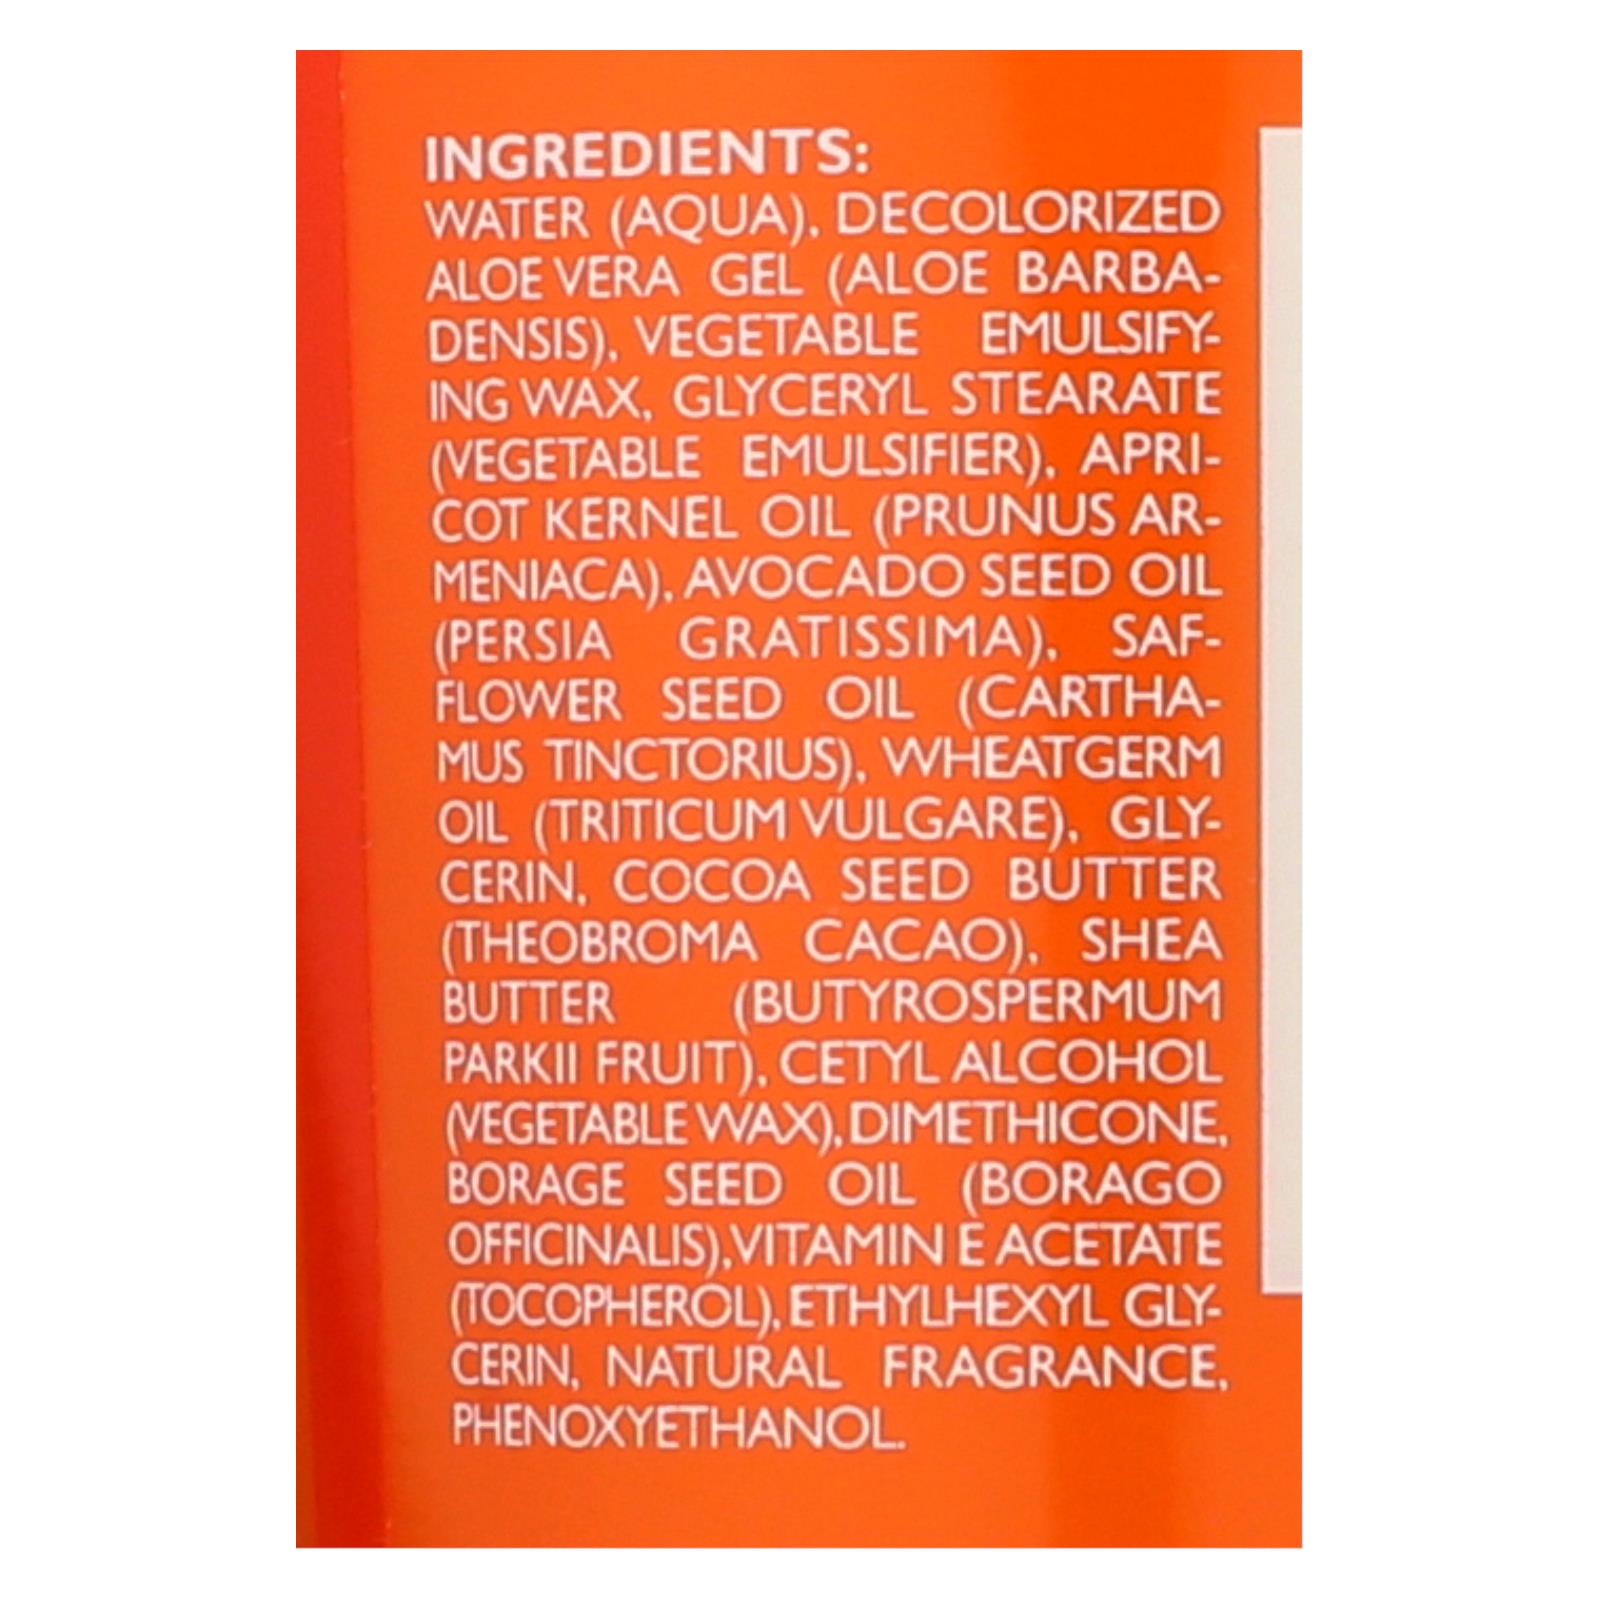 INGREDIENTS:
WATER (AQUA), DECOLORIZED
ALOE VERA GEL (ALOE BARBA-
DENSIS), VEGETABLE EMULSIFY-
ING WAX, GLYCERYL STEARATE
(VEGETABLE EMULSIFIER), APRI-
COT KERNEL OIL (PRUNUS AR-
MENIACA), AVOCADO SEED OIL
(PERSIA GRATISSIMA), SAF-
FLOWER SEED OIL (CARTHA-
MUS TINCTORIUS), WHEATGERM
OIL (TRITICUM VULGARE), GLY-
CERIN, COCOA SEED BUTTER
(THEOBROMA CACAO), SHEA
BUTTER (BUTYROSPERMUM
PARKII FRUIT), CETYL ALCOHOL
(VEGETABLE WAX), DIMETHICONE,
BORAGE SEED OIL (BORAGO
OFFICINALIS), VITAMIN E ACETATE
(TOCOPHEROL), ETHYLHEXYL GLY-
CERIN, NATURAL FRAGRANCE,
PHENOXYETHANOL.